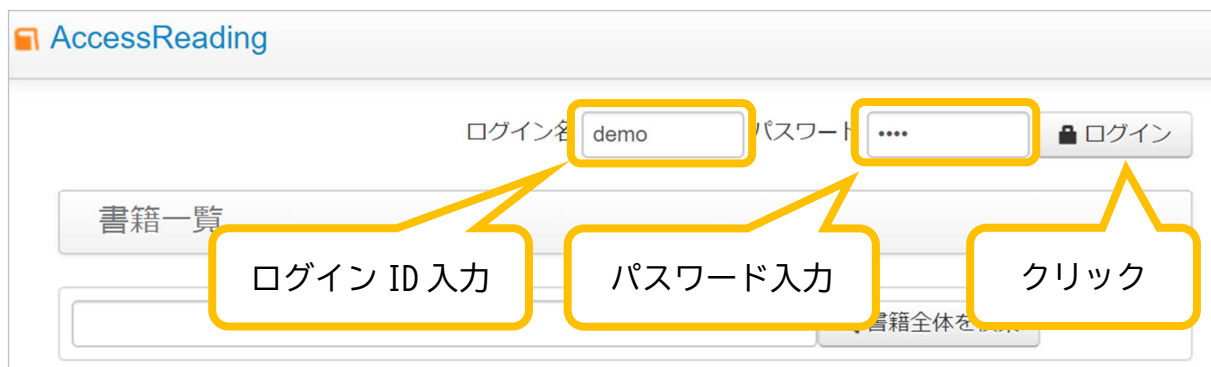 AccessReading
ログイン名 demo パスワード •••• ログイン
書籍一覧
ログイン ID 入力 パスワード入力 クリック
書籍全体を